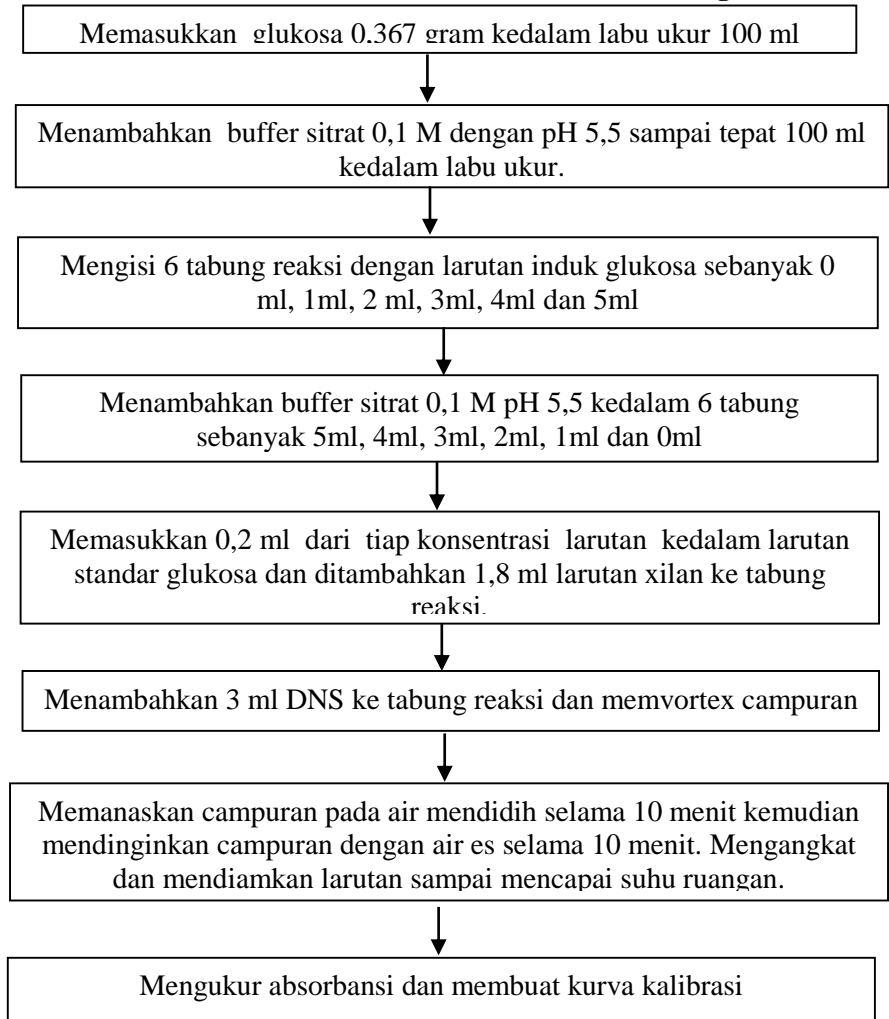 Memasukkan glukosa 0.367 gram kedalam labu ukur 100 ml
Menambahkan buffer sitrat 0,1 M dengan pH 5,5 sampai tepat 100 ml
kedalam labu ukur.
Mengisi 6 tabung reaksi dengan larutan induk glukosa sebanyak 0
ml, 1ml, 2 ml, 3ml, 4ml dan 5ml
Menambahkan buffer sitrat 0,1 M pH 5,5 kedalam 6 tabung
sebanyak 5ml, 4ml, 3ml, 2ml, 1ml dan 0ml
Memasukkan 0,2 ml dari tiap konsentrasi larutan kedalam larutan
standar glukosa dan ditambahkan 1,8 ml larutan xilan ke tabung
reaksi.
Menambahkan 3 ml DNS ke tabung reaksi dan memvortex campuran
Memanaskan campuran pada air mendidih selama 10 menit kemudian
mendinginkan campuran dengan air es selama 10 menit. Mengangkat
dan mendiamkan larutan sampai mencapai suhu ruangan.
Mengukur absorbansi dan membuat kurva kalibrasi